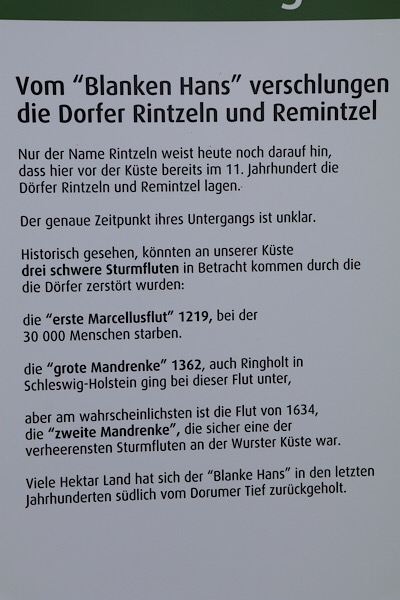 Vom “Blanken Hans” verschlungen
die Dorfer Rintzeln und Remintzel
Nur der Name Rintzeln weist heute noch darauf hin,
dass hier vor der Küste bereits im 11. Jahrhundert die
Dörfer Rintzeln und Remintzel lagen.
Der genaue Zeitpunkt ihres Untergangs ist unklar.
Historisch gesehen, könnten an unserer Küste
drei schwere Sturmfluten in Betracht kommen durch die
die Dörfer zerstört wurden:
die “erste Marcellusflut” 1219, bei der
30 000 Menschen starben.
die “grote Mandrenke” 1362, auch Ringholt in
Schleswig-Holstein ging bei dieser Flut unter,
aber am wahrscheinlichsten ist die Flut von 1634,
die “zweite Mandrenke”, die sicher eine der
verheerensten Sturmfluten an der Wurster Küste war.
Viele Hektar Land hat sich der “Blanke Hans” in den letzten
Jahrhunderten südlich vom Dorumer Tief zurückgeholt.